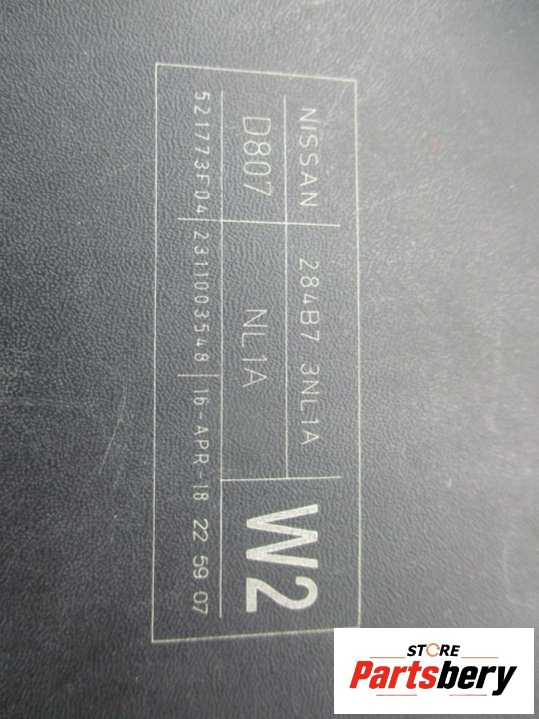 NISSAN 284B7 3NL1A
D807 NL1A W2
521773F04 2311003548 16-APR-18 22 59 07
STORE
Partsbery